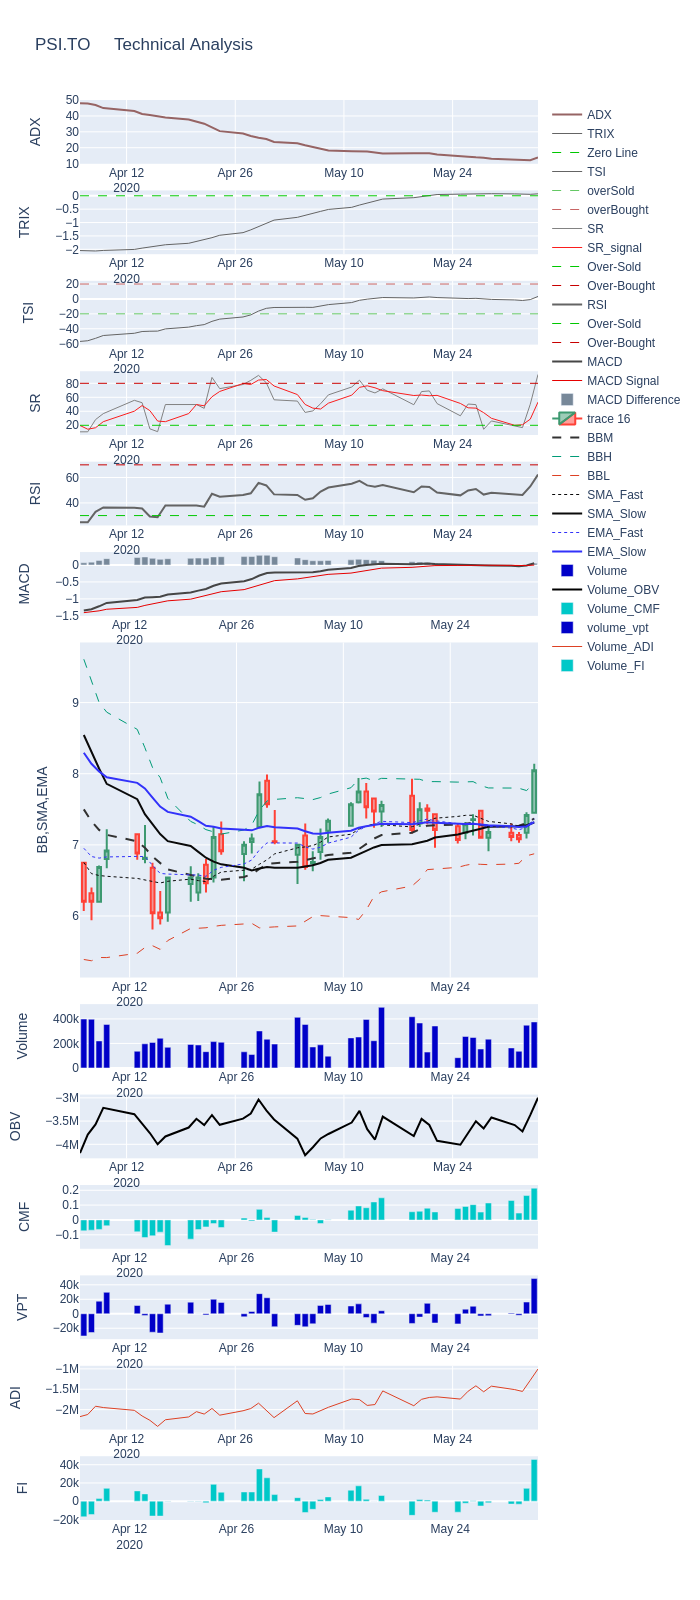 PSI.TO Technical Analysis
ADX
50
40
30
20
10
Apr 12
2020
Apr 26
May 10
May 24
TRIX
0
−0.5
−1
−1.5
−2
Apr 12
2020
Apr 26
May 10
May 24
TSI
20
0
−20
−40
−60
Apr 12
2020
Apr 26
May 10
May 24
SR
80
60
40
20
Apr 12
2020
Apr 26
May 10
May 24
RSI
60
40
Apr 12
2020
Apr 26
May 10
May 24
MACD
0
−0.5
−1
−1.5
Apr 12
2020
Apr 26
May 10
May 24
BB,SMA,EMA
9
8
7
6
Apr 12
2020
Apr 26
May 10
May 24
Volume
400k
200k
0
Apr 12
2020
Apr 26
May 10
May 24
OBV
−3M
−3.5M
−4M
Apr 12
2020
Apr 26
May 10
May 24
CMF
0.2
0.1
0
−0.1
Apr 12
2020
Apr 26
May 10
May 24
VPT
40k
20k
0
−20k
Apr 12
2020
Apr 26
May 10
May 24
ADI
−1M
−1.5M
−2M
Apr 12
2020
Apr 26
May 10
May 24
FI
40k
20k
0
−20k
Apr 12
2020
Apr 26
May 10
May 24
ADX
TRIX
Zero Line
TSI
overSold
overBought
SR
SR_signal
Over-Sold
Over-Bought
RSI
Over-Sold
Over-Bought
MACD
MACD Signal
MACD Difference
trace 16
BBM
BBH
BBL
SMA_Fast
SMA_Slow
EMA_Fast
EMA_Slow
Volume
Volume_OBV
Volume_CMF
volume_vpt
Volume_ADI
Volume_FI